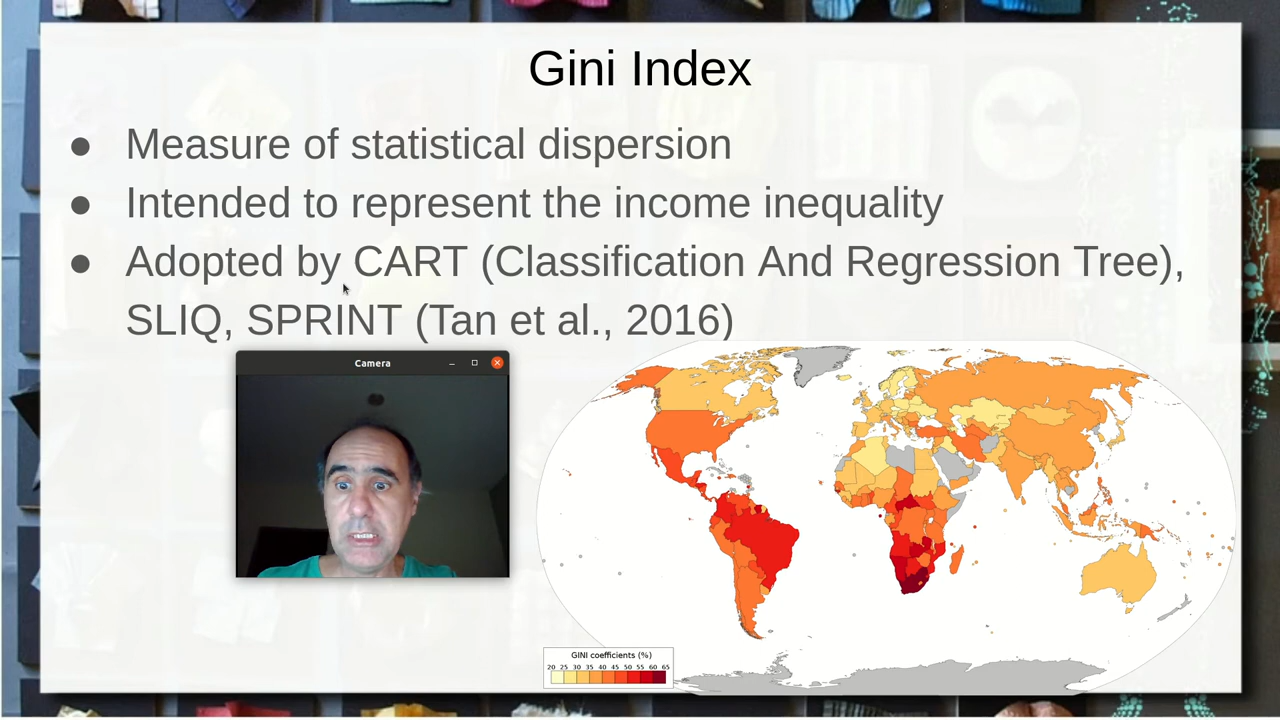 Gini Index
● Measure of statistical dispersion
● Intended to represent the income inequality
● Adopted by CART (Classification And Regression Tree),
SLIQ, SPRINT (Tan et al., 2016)
Camera
GINI coefficients (%)
20 25 30 35 40 45 50 55 60 65